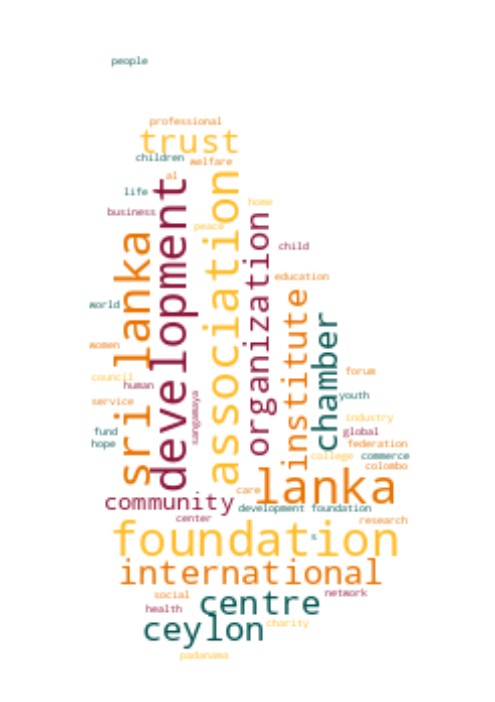 people
professional
trust
children
welfare
al
life
business
home
peace
child
sri lanka
development
association
organization
education
institute
chamber
world
women
council
human
service
sangamaya
fund
hope
forum
youth
industry
global
federation
college
commerce
colombo
lanka
care
community
development foundation
center
research
s
foundation
international
social
network
health
centre
ceylon
charity
padanama